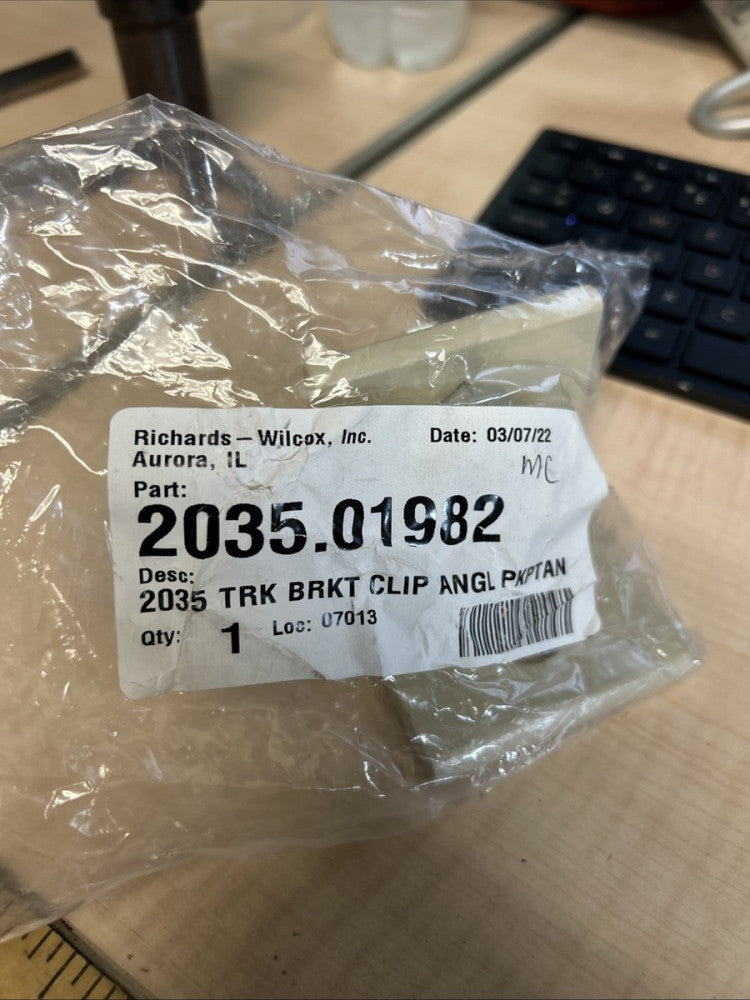 Richards – Wilcox, Inc. Date: 03/07/22
Aurora, IL MC
Part:
2035.01982
Desc:
2035 TRK BRKT CLIP ANGL PKPTAN
Qty: 1 Loc: 07013